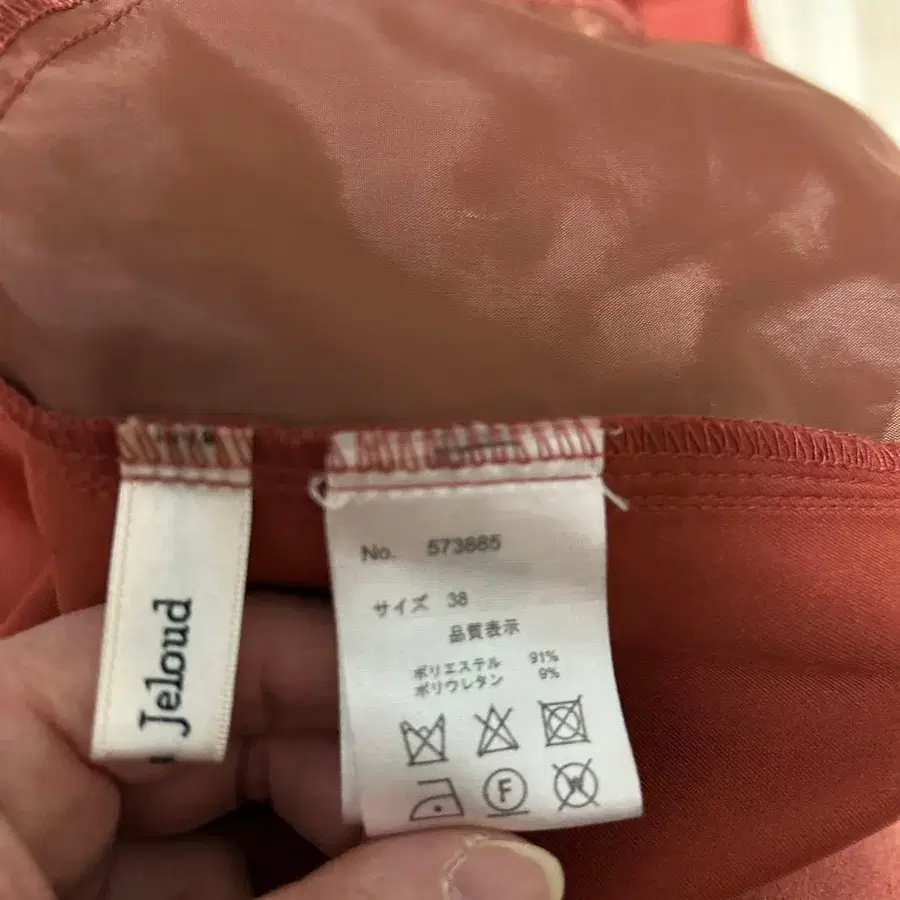 Jeloud
No. 573885
サイズ 38
品質表示
ポリエステル 91%
ポリウレタン 9%
F
W